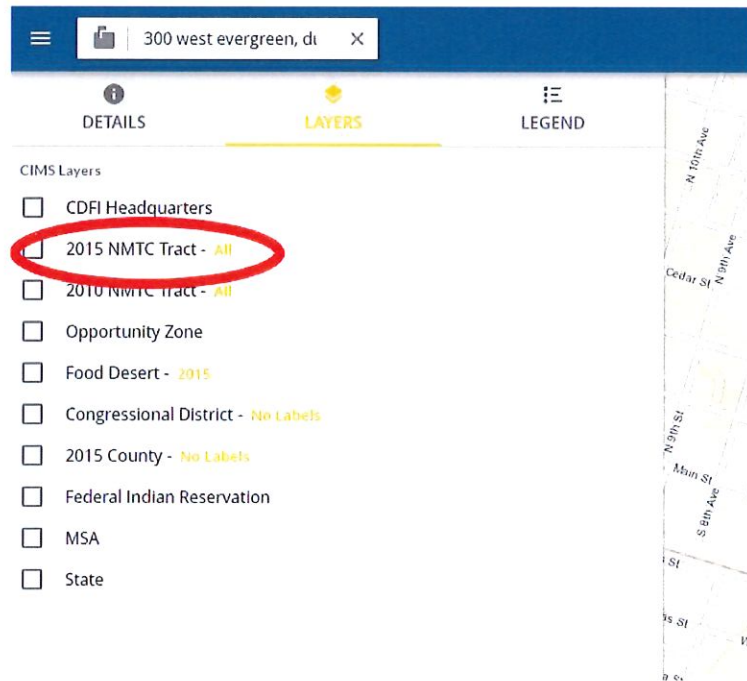 300 west evergreen, du
DETAILS
LAYERS
LEGEND
CIMS Layers
CDFI Headquarters
2015 NMTC Tract - All
2010 NMTC Tract - All
Opportunity Zone
Food Desert - 2015
Congressional District - No Labels
2015 County - No Labels
Federal Indian Reservation
MSA
State
N 10th Ave
Cedar St
N 9th Ave
N 9th St
Main St
S 8th Ave
St
is St
a St